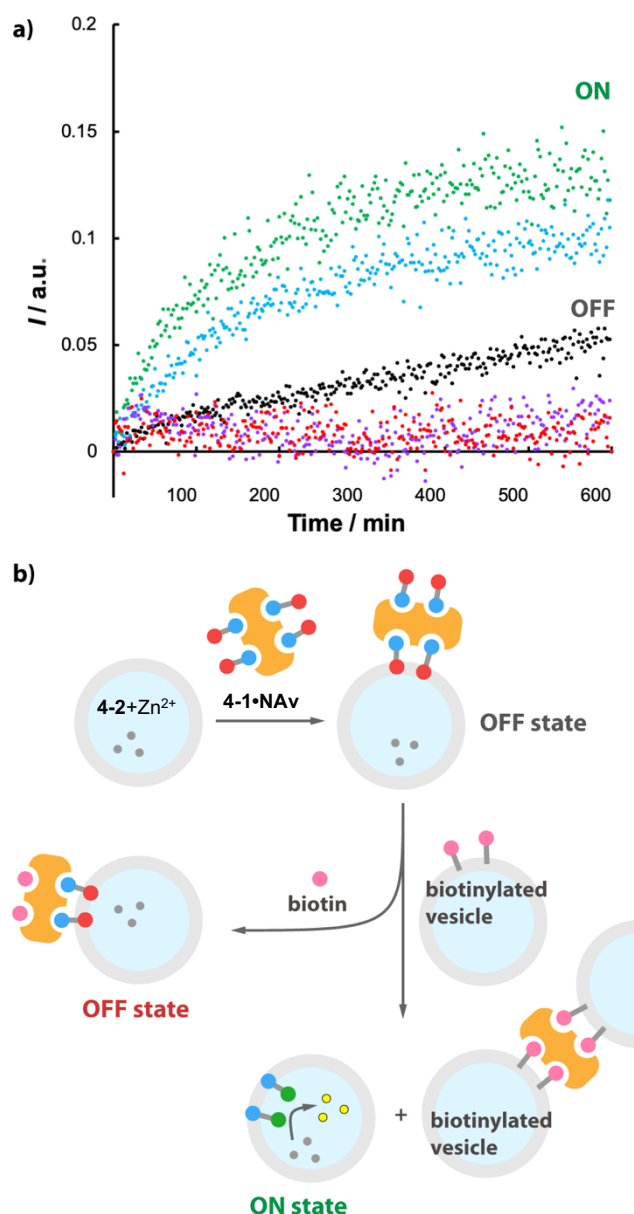 a)
0.2
0.15
0.1
0.05
0
I / a.u.
ON
OFF
100 200 300 400 500 600
Time / min
b)
4-2+Zn²⁺
4-1•NAv
OFF state
biotin
biotinylated
vesicle
OFF state
+
biotinylated
vesicle
ON state